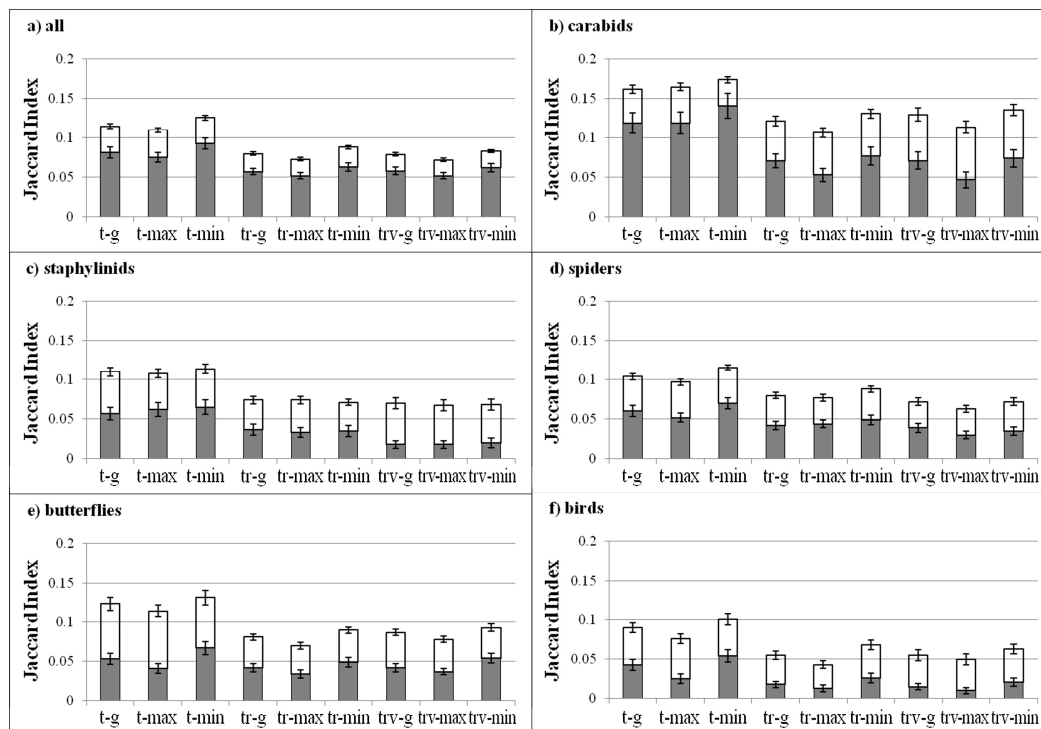 a) all
Jaccard Index
0.2
0.15
0.1
0.05
0
t-g t-max t-min tr-g tr-max tr-min trv-g trv-max trv-min
b) carabids
Jaccard Index
0.2
0.15
0.1
0.05
0
t-g t-max t-min tr-g tr-max tr-min trv-g trv-max trv-min
c) staphylinids
Jaccard Index
0.2
0.15
0.1
0.05
0
t-g t-max t-min tr-g tr-max tr-min trv-g trv-max trv-min
d) spiders
Jaccard Index
0.2
0.15
0.1
0.05
0
t-g t-max t-min tr-g tr-max tr-min trv-g trv-max trv-min
e) butterflies
Jaccard Index
0.2
0.15
0.1
0.05
0
t-g t-max t-min tr-g tr-max tr-min trv-g trv-max trv-min
f) birds
Jaccard Index
0.2
0.15
0.1
0.05
0
t-g t-max t-min tr-g tr-max tr-min trv-g trv-max trv-min